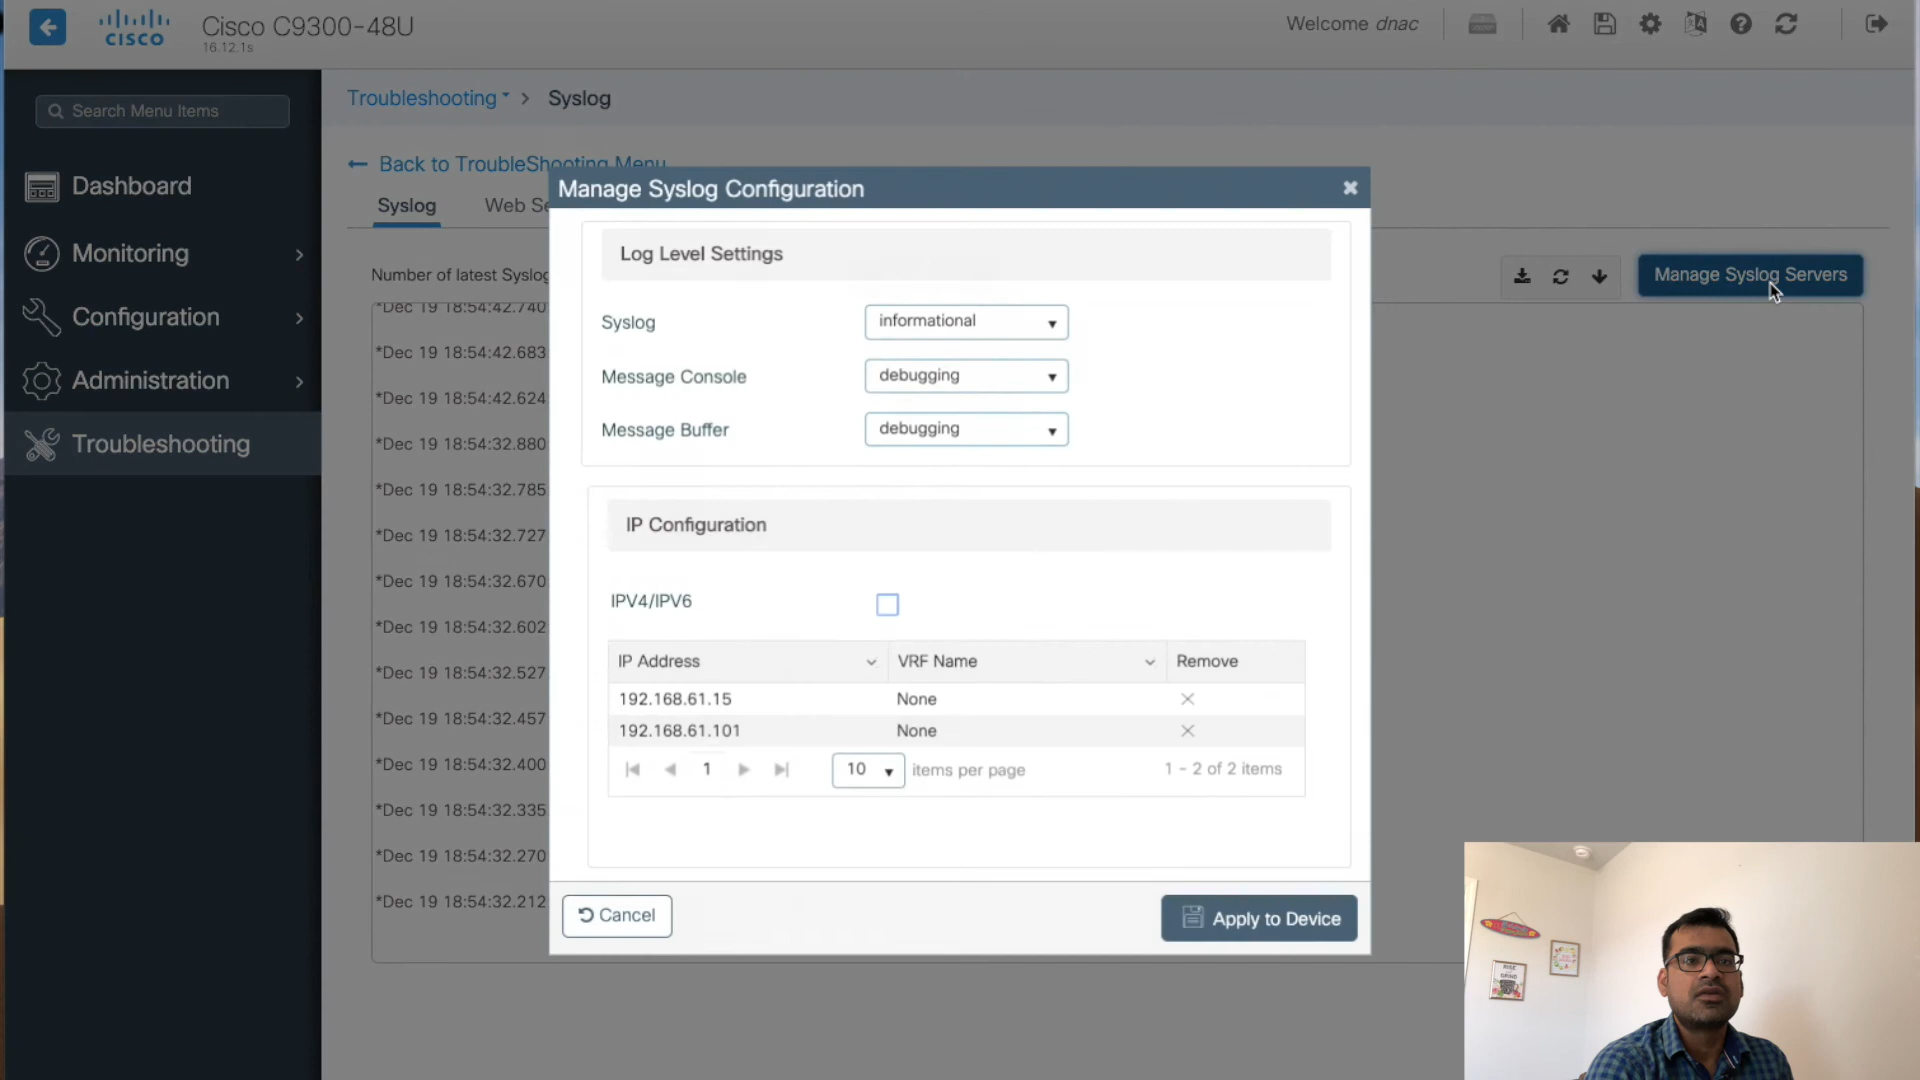 cisco
Cisco C9300-48U
16.12.1s
Welcome dnac
Search Menu Items
Dashboard
Monitoring
Configuration
Administration
Troubleshooting
Troubleshooting > Syslog
← Back to TroubleShooting Menu
Syslog Web Se
Number of latest Syslog
Manage Syslog Servers
*Dec 19 18:54:42.740
*Dec 19 18:54:42.683
*Dec 19 18:54:42.624
*Dec 19 18:54:32.880
*Dec 19 18:54:32.785
*Dec 19 18:54:32.727
*Dec 19 18:54:32.670
*Dec 19 18:54:32.602
*Dec 19 18:54:32.527
*Dec 19 18:54:32.457
*Dec 19 18:54:32.400
*Dec 19 18:54:32.335
*Dec 19 18:54:32.270
*Dec 19 18:54:32.212
Manage Syslog Configuration
Log Level Settings
Syslog informational
Message Console debugging
Message Buffer debugging
IP Configuration
IPV4/IPV6
IP Address VRF Name Remove
192.168.61.15 None
192.168.61.101 None
1 10 items per page 1 - 2 of 2 items
Cancel Apply to Device